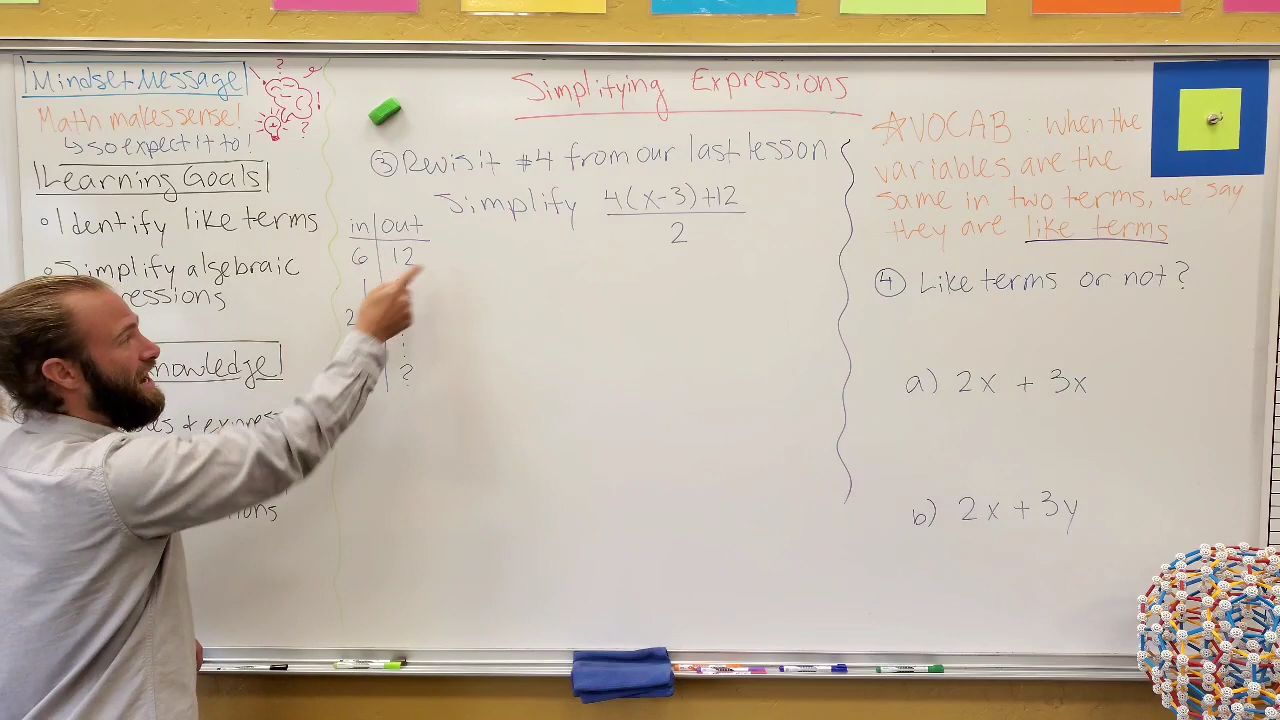 Mindset Message
Math makes sense!
↳ so expect it to!
Learning Goals
Identify like terms
Simplify algebraic
Simplifying Expressions
③ Revisit #4 from our last lesson
Simplify 4(x-3)+12
2
in out
6 12
1
2
?
☆VOCAB: when the
variables are the
same in two terms, we say
they are like terms
④ Like terms or not?
a) 2x + 3x
b) 2x + 3y